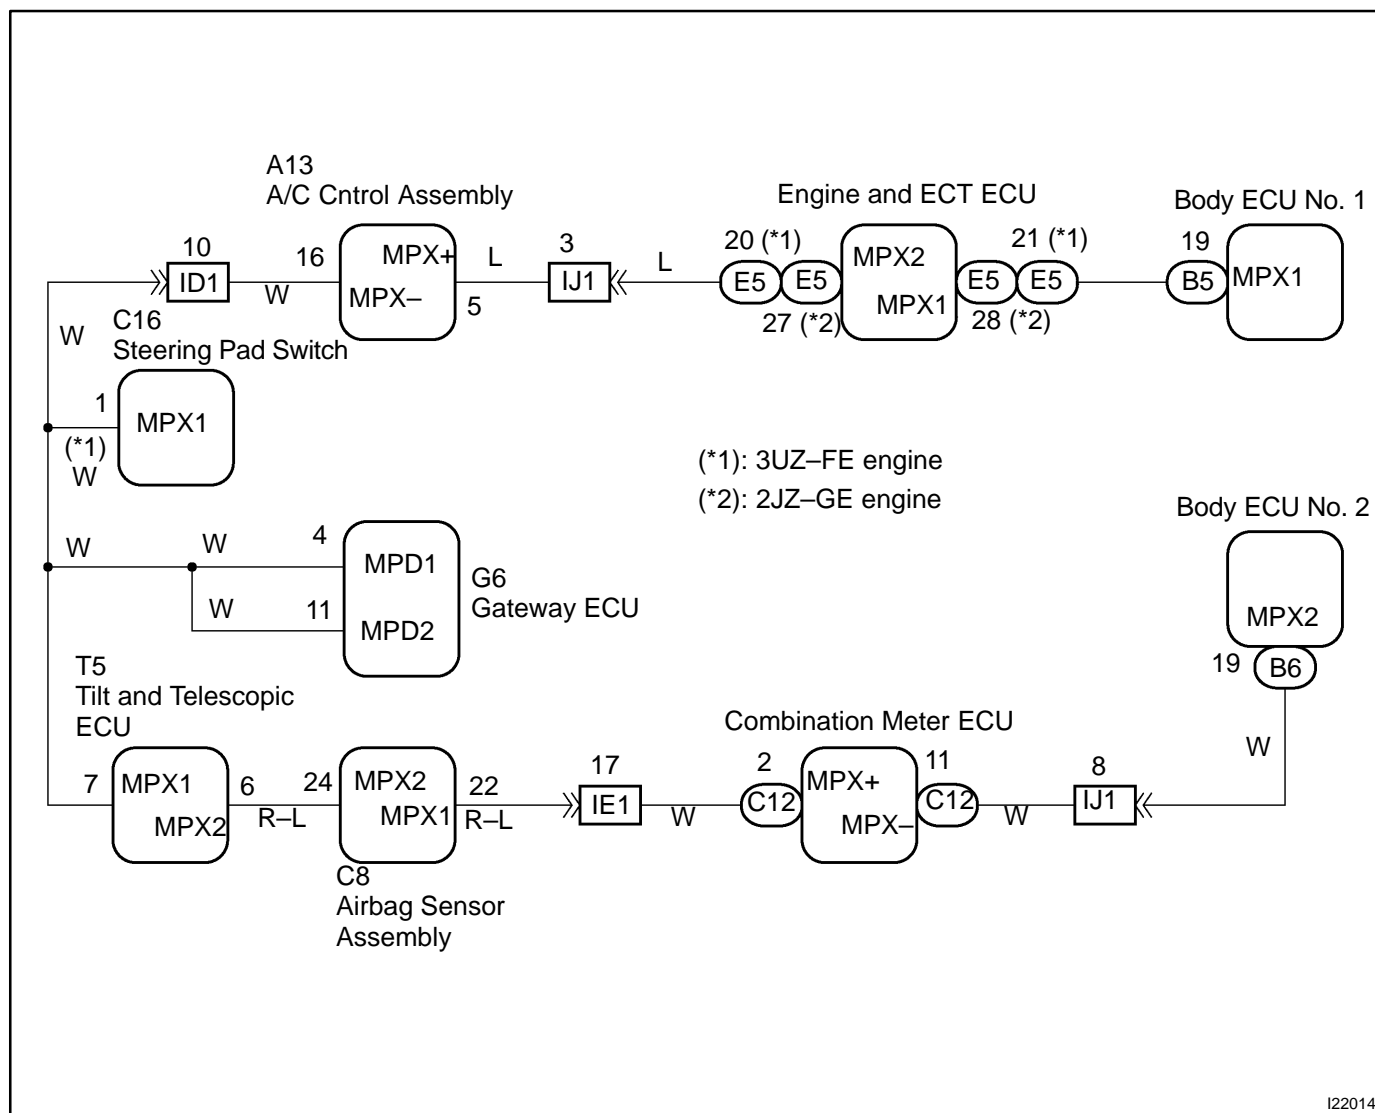 A13
A/C Cntrol Assembly
Engine and ECT ECU
Body ECU No. 1
10
16
MPX+
L
3
L
20 (*1)
MPX2
21 (*1)
19
ID1
W
MPX–
5
IJ1
E5
E5
MPX1
E5
E5
B5
MPX1
27 (*2)
28 (*2)
W
C16
Steering Pad Switch
1
MPX1
(*1)
W
(*1): 3UZ–FE engine
(*2): 2JZ–GE engine
Body ECU No. 2
W
W
4
MPD1
G6
Gateway ECU
W
11
MPD2
MPX2
19
B6
T5
Tilt and Telescopic
ECU
Combination Meter ECU
W
7
MPX1
6
24
MPX2
22
17
2
MPX+
11
8
MPX2
R–L
MPX1
R–L
IE1
W
C12
MPX–
C12
W
IJ1
C8
Airbag Sensor
Assembly
I22014